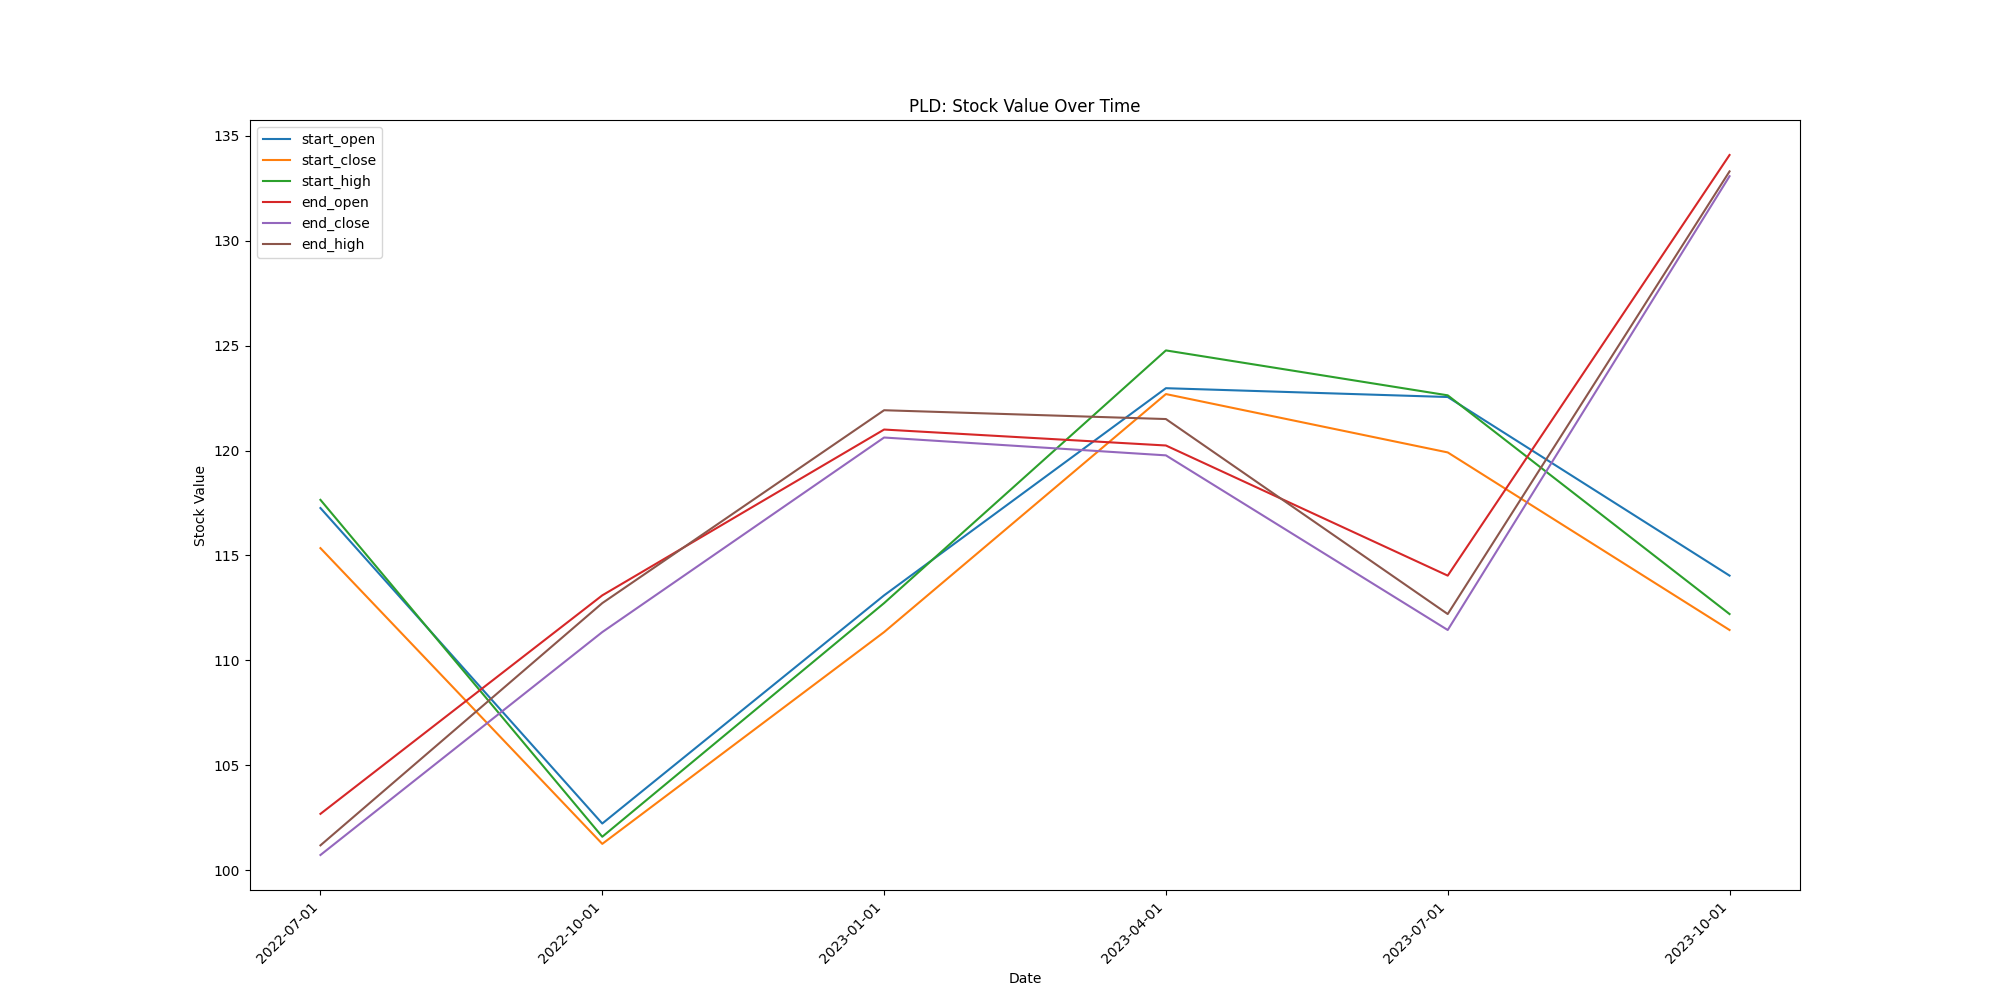 PLD: Stock Value Over Time
135
130
125
120
115
110
105
100
Stock Value
start_open
start_close
start_high
end_open
end_close
end_high
2022-07-01
2022-10-01
2023-01-01
2023-04-01
2023-07-01
2023-10-01
Date